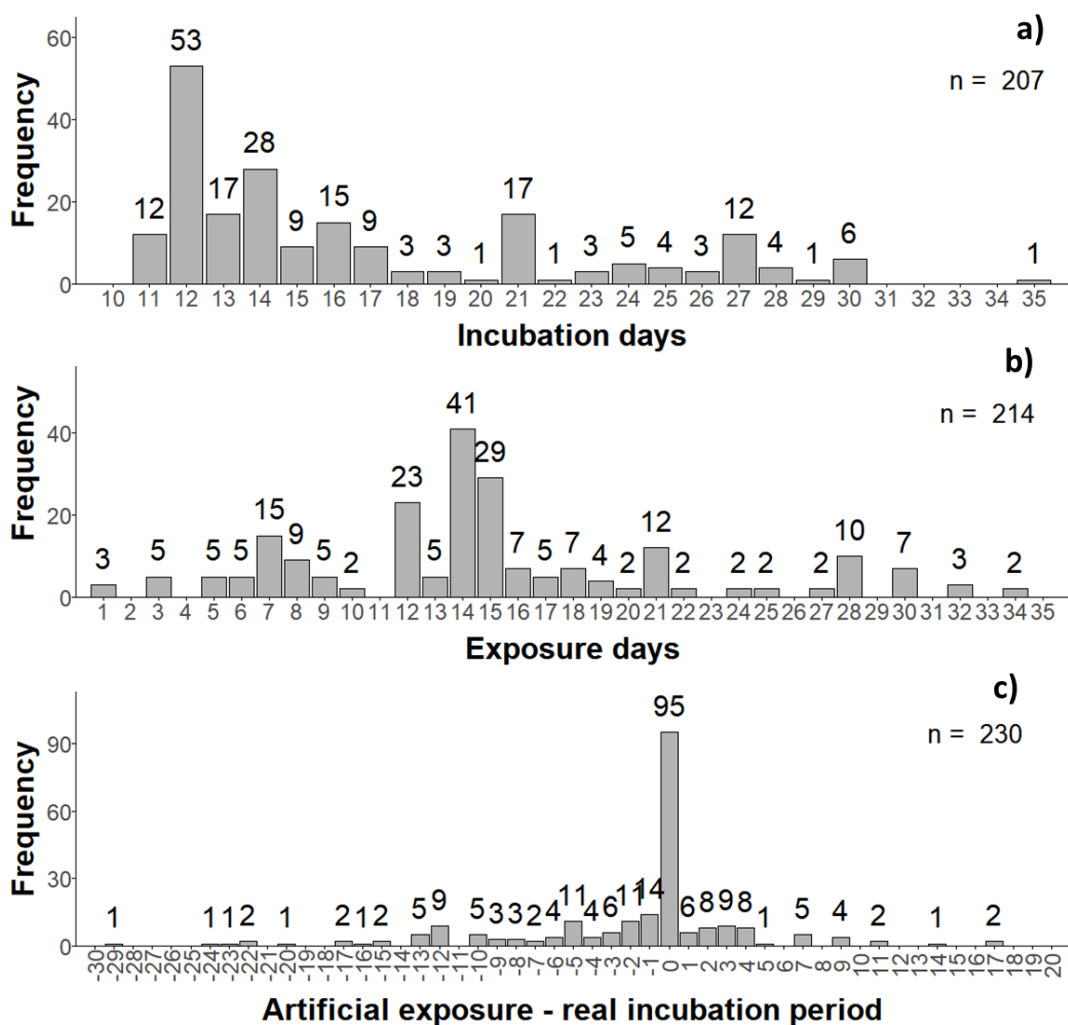 a)
n = 207
Frequency
60
40
20
0
12 53 17 28 9 15 9 3 3 1 17 1 3 5 4 3 12 4 1 6 1
10 11 12 13 14 15 16 17 18 19 20 21 22 23 24 25 26 27 28 29 30 31 32 33 34 35
Incubation days
b)
n = 214
Frequency
40
20
0
3 5 5 5 15 9 5 2 23 5 41 29 7 5 7 4 2 12 2 2 2 2 10 7 3 2
1 2 3 4 5 6 7 8 9 10 11 12 13 14 15 16 17 18 19 20 21 22 23 24 25 26 27 28 29 30 31 32 33 34 35
Exposure days
c)
n = 230
Frequency
90
60
30
0
1 1 1 2 1 2 1 2 5 9 5 3 3 2 4 11 4 6 11 14 95 6 8 9 8 1 5 4 2 1 2
-30 -29 -28 -27 -26 -25 -24 -23 -22 -21 -20 -19 -18 -17 -16 -15 -14 -13 -12 -11 -10 -9 -8 -7 -6 -5 -4 -3 -2 -1 0 1 2 3 4 5 6 7 8 9 10 11 12 13 14 15 16 17 18 19 20
Artificial exposure - real incubation period